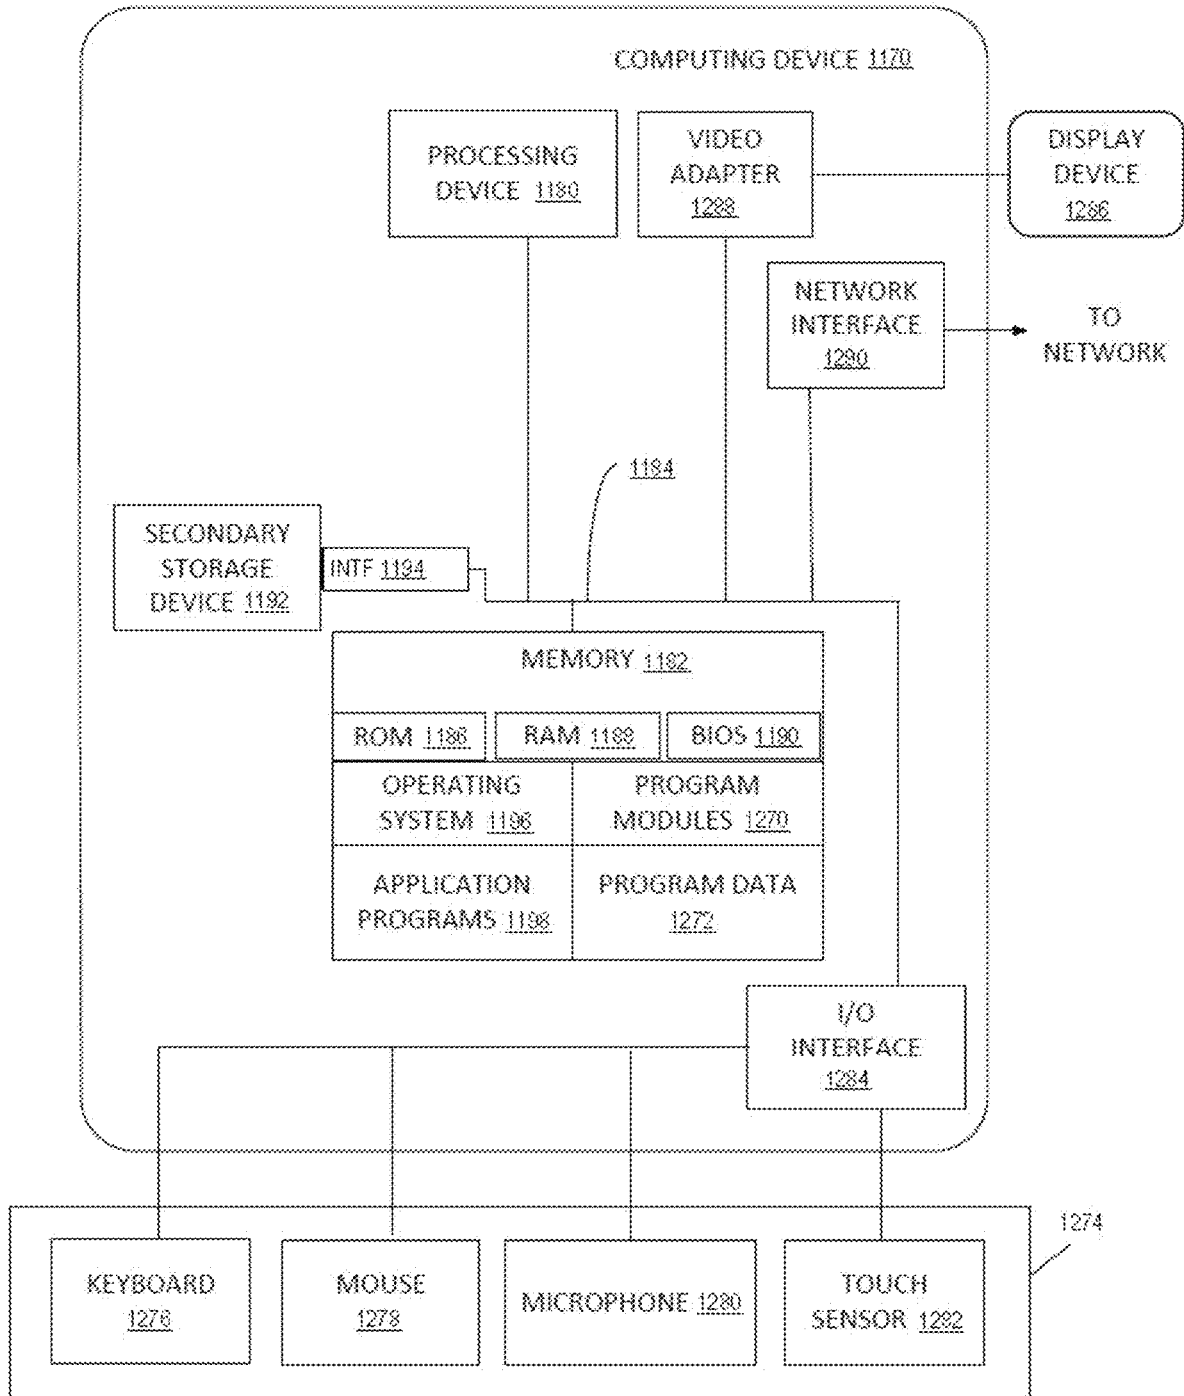 COMPUTING DEVICE 1170
PROCESSING
DEVICE 1180
VIDEO
ADAPTER
1288
DISPLAY
DEVICE
1286
NETWORK
INTERFACE
1290
TO
NETWORK
1184
SECONDARY
STORAGE
DEVICE 1192
INTF 1194
MEMORY 1182
ROM 1186
RAM 1188
BIOS 1190
OPERATING
SYSTEM 1196
PROGRAM
MODULES 1270
APPLICATION
PROGRAMS 1198
PROGRAM DATA
1272
I/O
INTERFACE
1284
1274
KEYBOARD
1276
MOUSE
1278
MICROPHONE 1280
TOUCH
SENSOR 1282